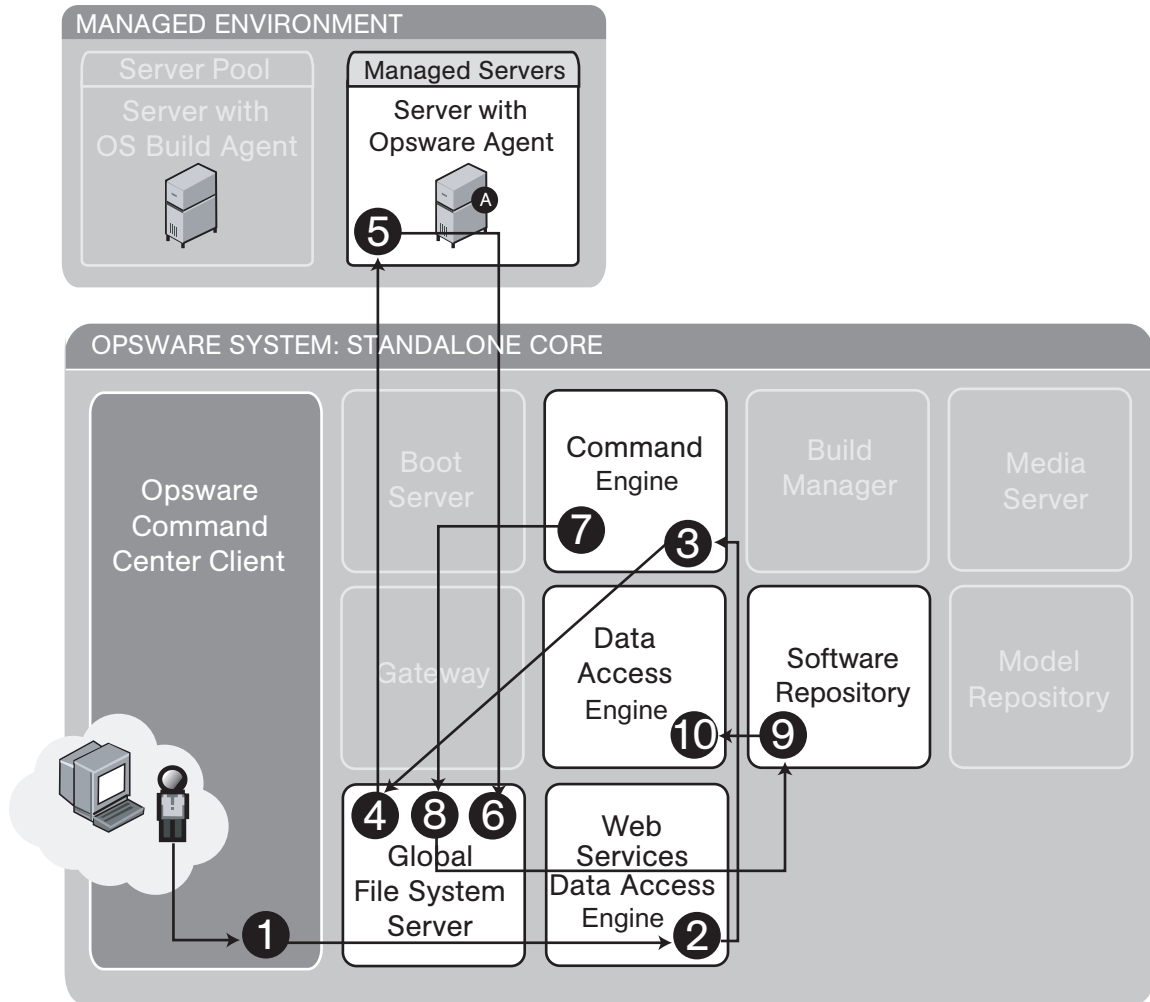 MANAGED ENVIRONMENT
Server Pool
Server with
OS Build Agent
Managed Servers
Server with
Opsware Agent
A
5
OPSWARE SYSTEM: STANDALONE CORE
Opsware
Command
Center Client
Boot
Server
Command
Engine
7
3
Build
Manager
Media
Server
Gateway
Data
Access
Engine
10
Software
Repository
9
Model
Repository
4
8
6
Global
File System
Server
Web
Services
Data Access
Engine
2
1